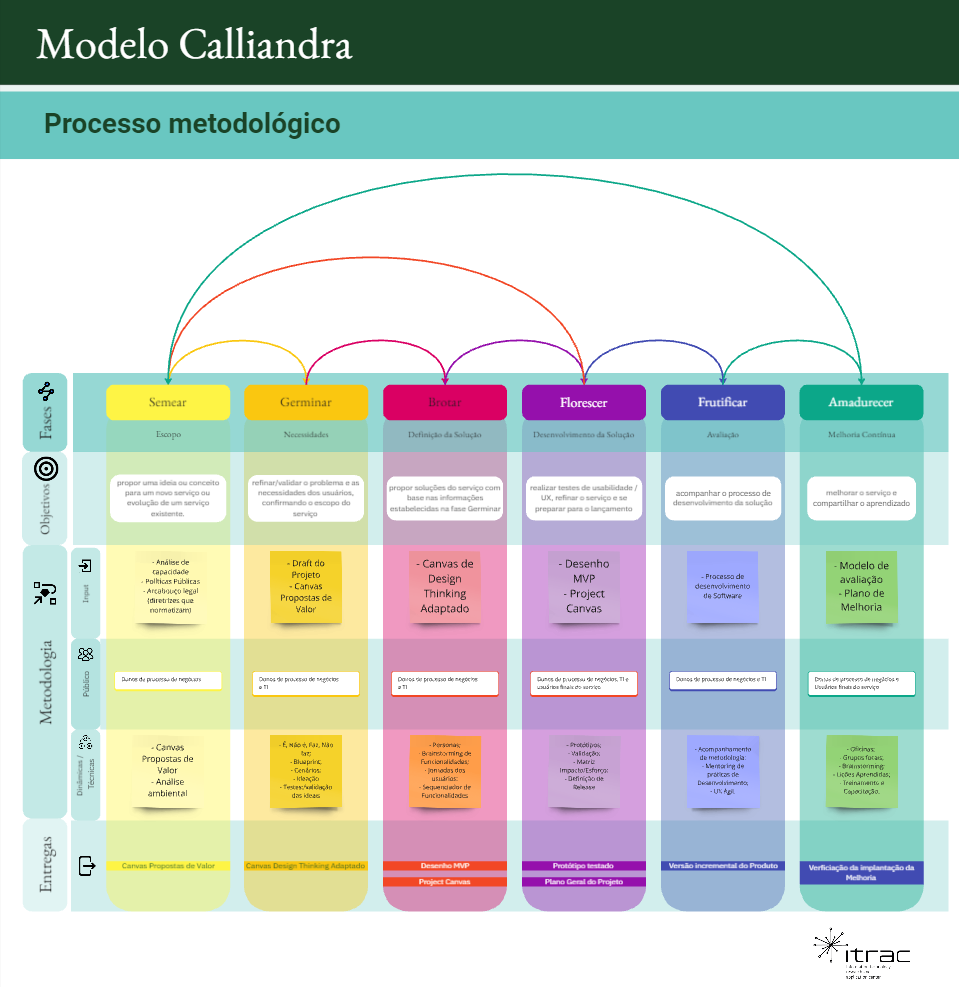 Modelo Calliandra
Processo metodológico
Fases
Semear
Germinar
Brotar
Florescer
Frutificar
Amadurecer
Escopo
Necessidades
Definição da Solução
Desenvolvimento da Solução
Avaliação
Melhoria Contínua
Objetivos
propor uma ideia ou conceito
para um novo serviço ou
evolução de um serviço
existente.
refinar/validar o problema e as
necessidades dos usuários,
confirmando o escopo do
serviço
propor soluções do serviço com
base nas informações
estabelecidas na fase Germinar
realizar testes de usabilidade /
UX, refinar o serviço e se
preparar para o lançamento
acompanhar o processo de
desenvolvimento da solução
melhorar o serviço e
compartilhar o aprendizado
Metodologia
Input
- Análise de
capacidade
- Políticas Públicas
- Arcabouço legal
(diretrizes que
normatizam)
- Draft do
Projeto
- Canvas
Propostas de
Valor
- Canvas de
Design
Thinking
Adaptado
- Desenho
MVP
- Project
Canvas
- Processo de
desenvolvimento
de Software
- Modelo de
avaliação
- Plano de
Melhoria
Público
Donos de processo de negócios
Donos de processo de negócios
e TI
Donos de processo de negócios
e TI
Donos de processo de negócios, TI e
usuários finais do serviço
Donos de processo de negócios e TI
Donos de processo de negócios e
Usuários finais do serviço
Dinâmicas /
Técnicas
- Canvas
Propostas de
Valor
- Análise
ambiental
- É, Não é, Faz, Não
faz;
- Blueprint;
- Cenários;
- Ideação
- Testes/validação
das ideias
- Personas;
Brainstorming de
Funcionalidades;
- Jornadas dos
usuários;
- Sequenciador de
Funcionalidades
- Protótipos;
- Validação;
- Matriz
Impacto/Esforço;
- Definição de
Release
- Acompanhamento
da metodologia;
- Mentoring de
práticas de
Desenvolvimento;
- UX Ágil.
- Oficinas;
Grupos focais;
- Brainstorming;
- Lições Aprendidas;
- Treinamento e
Capacitação.
Entregas
Canvas Propostas de Valor
Canvas Design Thinking Adaptado
Desenho MVP
Project Canvas
Protótipo testado
Plano Geral do Projeto
Versão incremental do Produto
Verficiação da implantação da
Melhoria
itrac